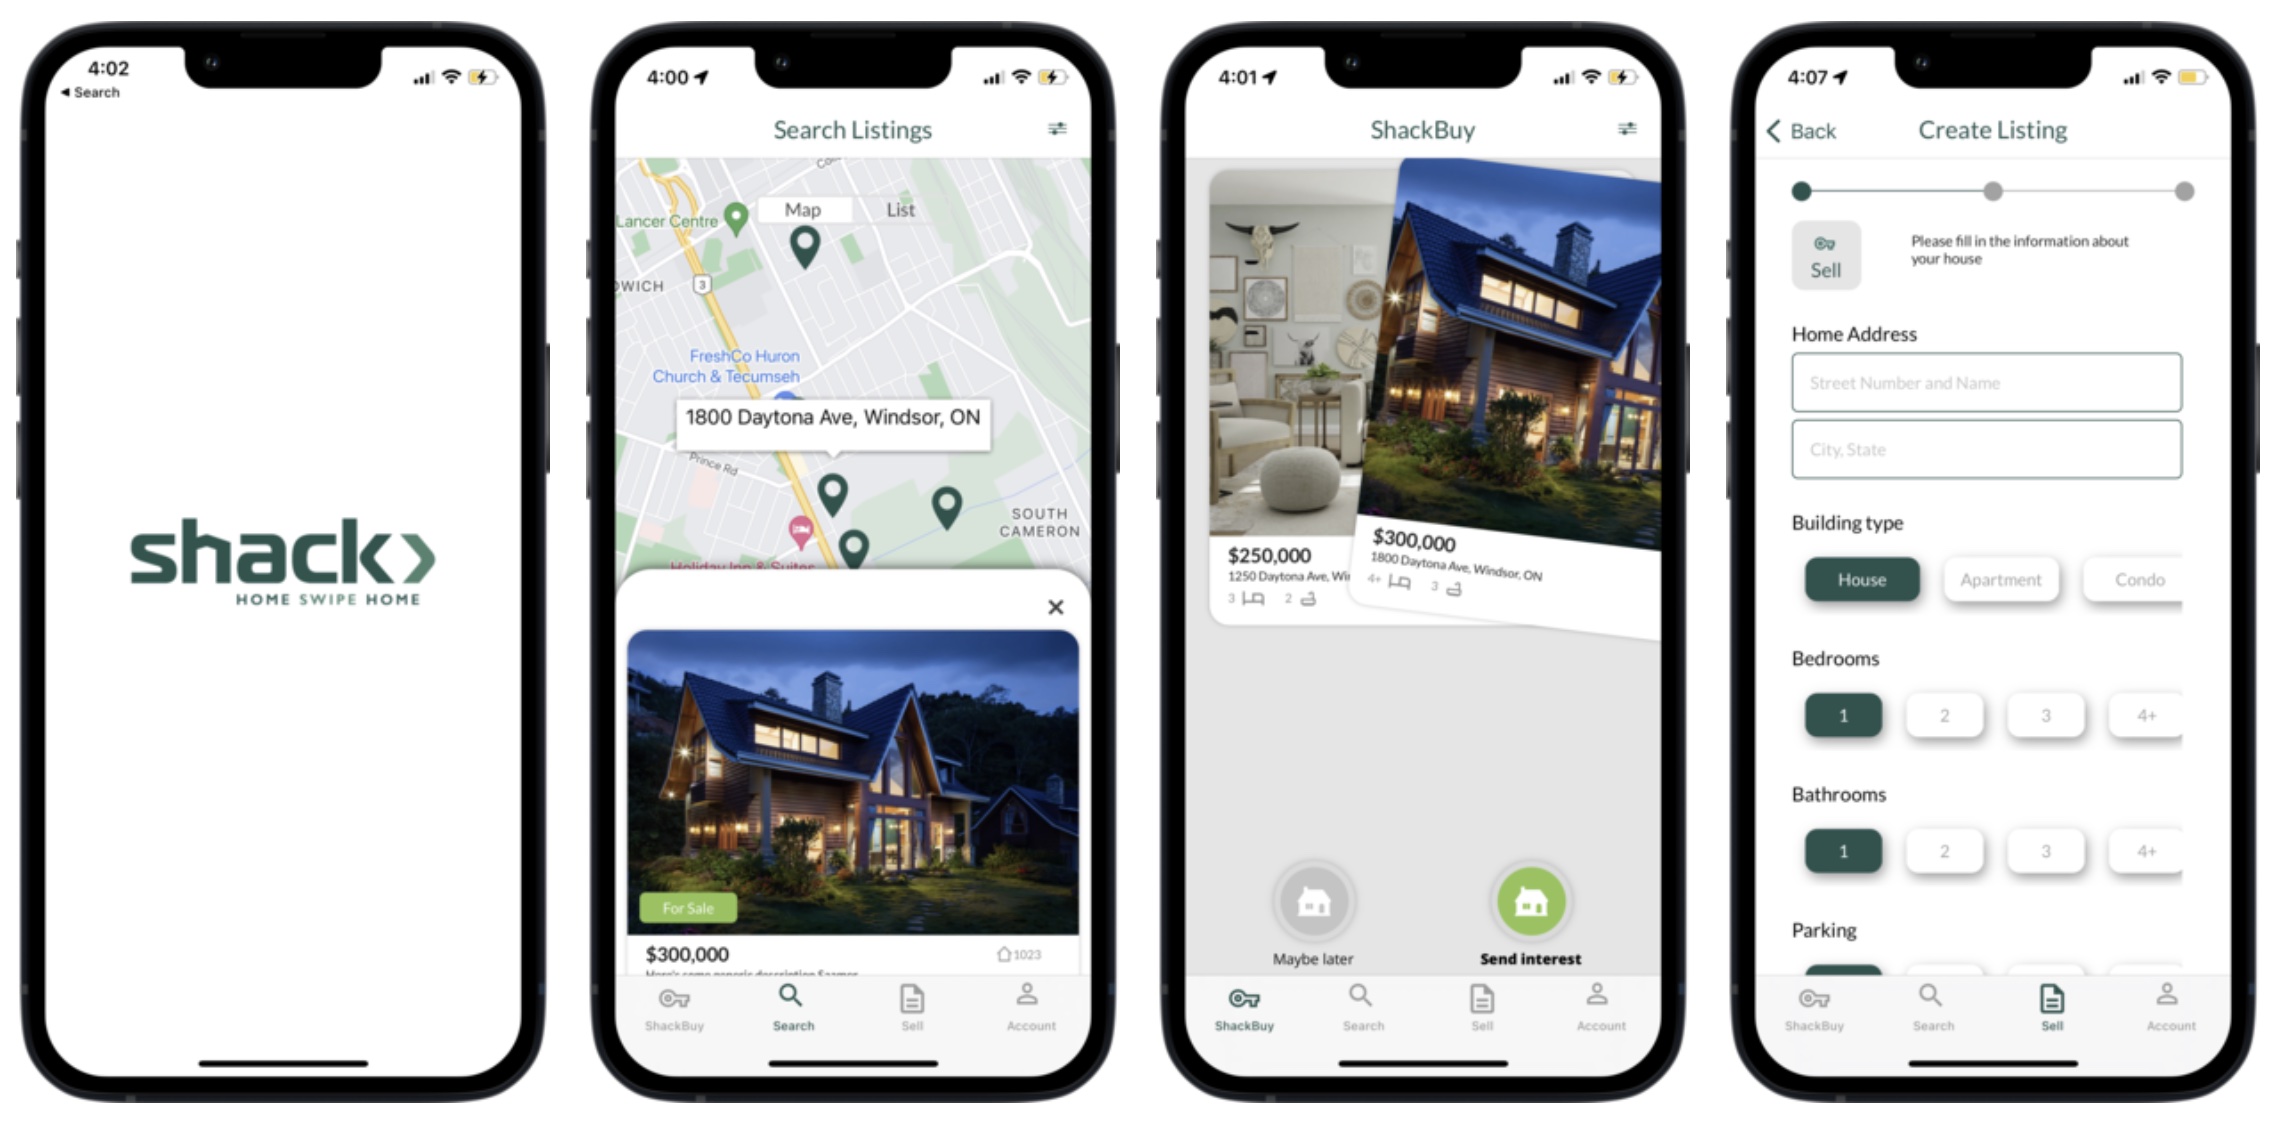 4:02
Search
shack
HOME SWIPE HOME
4:00
Search Listings
Map
List
Lancer Centre
3
FreshCo Huron
Church & Tecumseh
1800 Daytona Ave, Windsor, ON
Prince Rd
SOUTH
CAMERON
Holiday Inn & Suites
For Sale
$300,000
1023
Here's some generic description
ShackBuy
Search
Sell
Account
4:01
ShackBuy
$250,000
1250 Daytona Ave,
3
2
$300,000
1800 Daytona Ave, Windsor, ON
4+
3
Maybe later
Send interest
ShackBuy
Search
Sell
Account
4:07
Back
Create Listing
Sell
Please fill in the information about
your house
Home Address
Street Number and Name
City, State
Building type
House
Apartment
Condo
Bedrooms
1
2
3
4+
Bathrooms
1
2
3
4+
Parking
ShackBuy
Search
Sell
Account